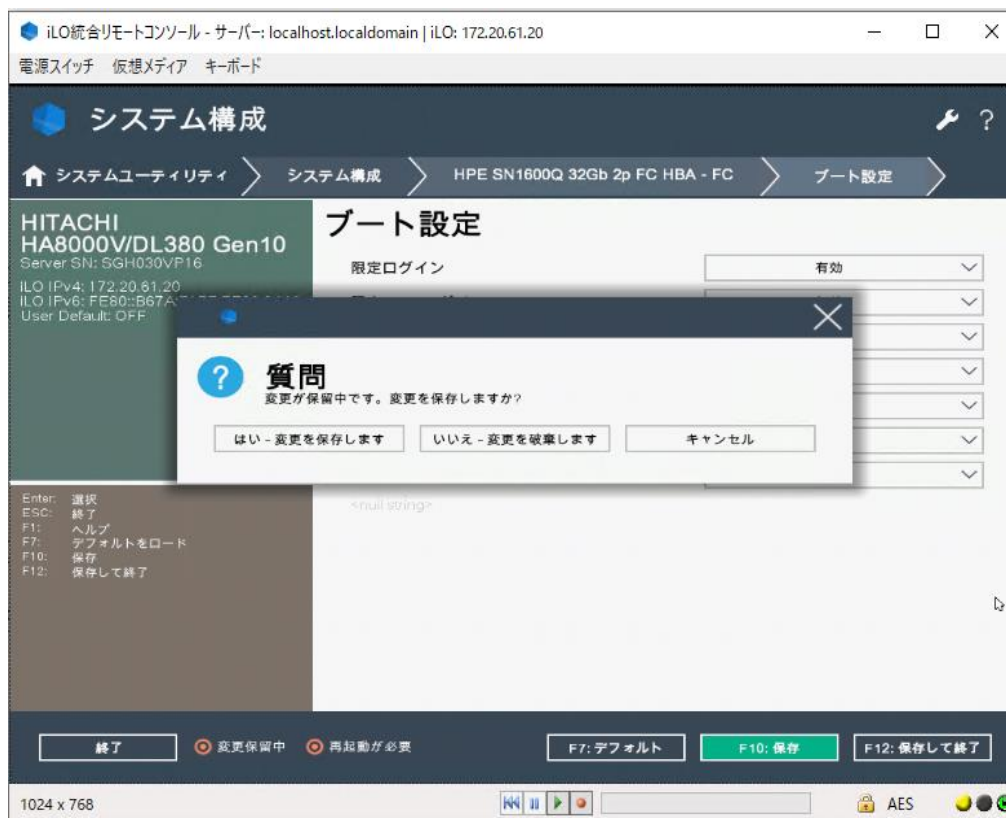 iLO統合リモートコンソール - サーバー: localhost.localdomain | iLO: 172.20.61.20
電源スイッチ 仮想メディア キーボード
システム構成
?
システムユーティリティ システム構成 HPE SN1600Q 32Gb 2p FC HBA - FC ブート設定
HITACHI
HA8000V/DL380 Gen10
Server SN: SGH030VP16
iLO IPv4: 172.20.61.20
iLO IPv6: FE80::B67A
User Default: OFF
ブート設定
限定ログイン 有効
?
質問
変更が保留中です。変更を保存しますか?
はい - 変更を保存します いいえ - 変更を破棄します キャンセル
<null string>
Enter: 選択
ESC: 終了
F1: ヘルプ
F7: デフォルトをロード
F10: 保存
F12: 保存して終了
終了 変更保留中 再起動が必要 F7: デフォルト F10: 保存 F12: 保存して終了
1024 x 768 AES